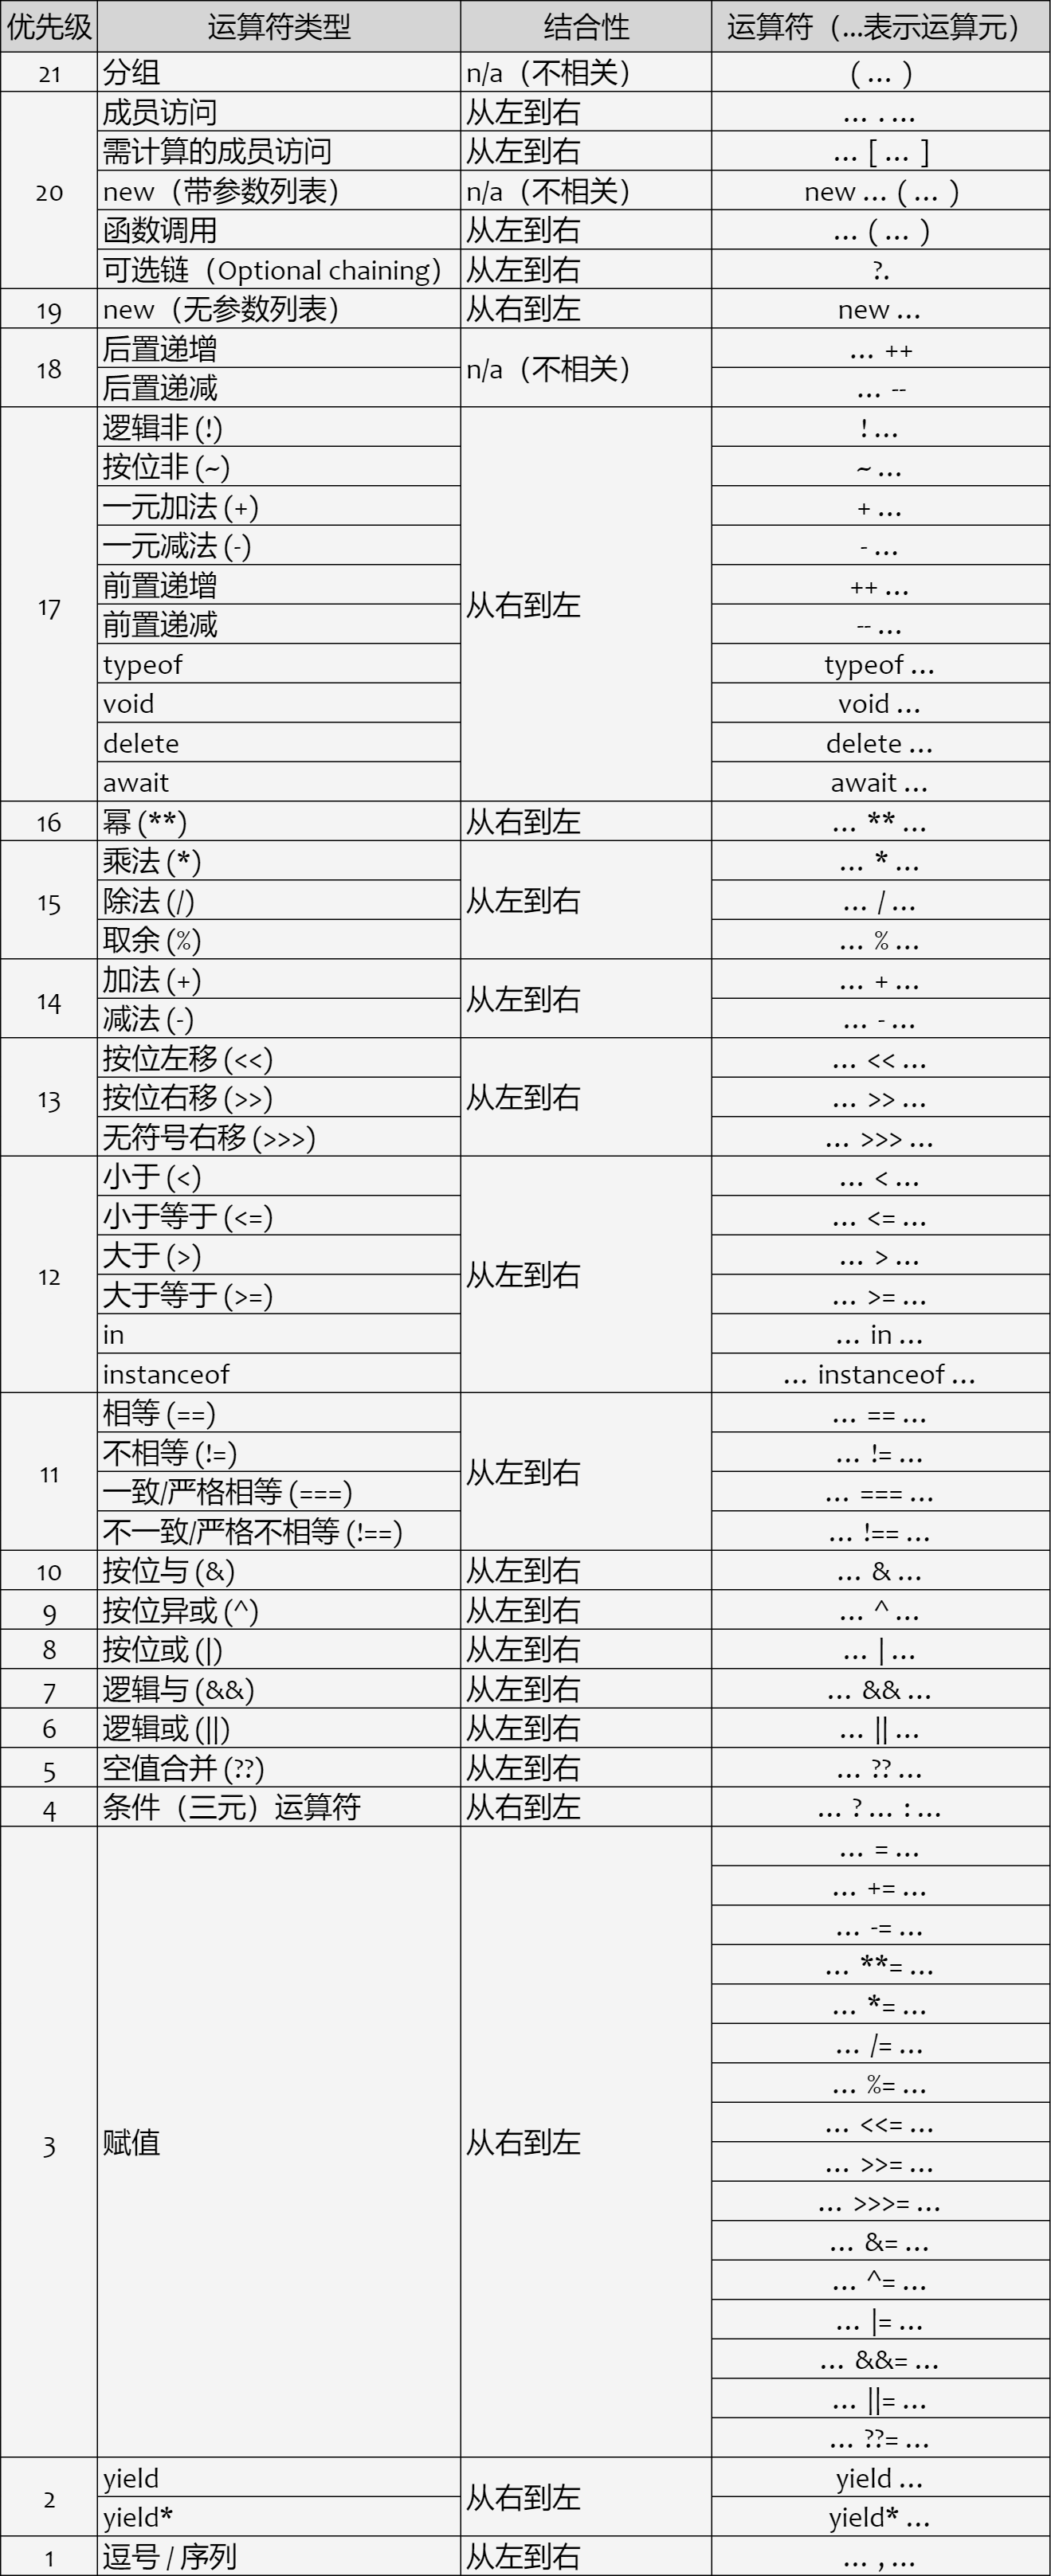 优先级 运算符类型 结合性 运算符（…表示运算元）
21 分组 n/a（不相关） ( … )
成员访问 从左到右 … . …
需计算的成员访问 从左到右 … [ … ]
20 new（带参数列表） n/a（不相关） new … ( … )
函数调用 从左到右 … ( … )
可选链（Optional chaining） 从左到右 ?.
19 new（无参数列表） 从右到左 new …
18 后置递增 n/a（不相关） … ++
后置递减 … --
逻辑非 (!) ! …
按位非 (~) ~ …
一元加法 (+) + …
一元减法 (-) - …
17 前置递增 从右到左 ++ …
前置递减 -- …
typeof typeof …
void void …
delete delete …
await await …
16 幂 (**) 从右到左 … ** …
乘法 (*) … * …
15 除法 (/) 从左到右 … / …
取余 (%) … % …
14 加法 (+) 从左到右 … + …
减法 (-) … - …
按位左移 (<<) … << …
13 按位右移 (>>) 从左到右 … >> …
无符号右移 (>>>) … >>> …
小于 (<) … < …
小于等于 (<=) … <= …
12 大于 (>) 从左到右 … > …
大于等于 (>=) … >= …
in … in …
instanceof … instanceof …
相等 (==) … == …
11 不相等 (!=) 从左到右 … != …
一致/严格相等 (===) … === …
不一致/严格不相等 (!==) … !== …
10 按位与 (&) 从左到右 … & …
9 按位异或 (^) 从左到右 … ^ …
8 按位或 (|) 从左到右 … | …
7 逻辑与 (&&) 从左到右 … && …
6 逻辑或 (||) 从左到右 … || …
5 空值合并 (??) 从左到右 … ?? …
4 条件（三元）运算符 从右到左 … ? … : …
… = …
… += …
… -= …
… **= …
… *= …
… /= …
… %= …
3 赋值 从右到左 … <<= …
… >>= …
… >>>= …
… &= …
… ^= …
… |= …
… &&= …
… ||= …
… ??= …
2 yield 从右到左 yield …
yield* yield* …
1 逗号 / 序列 从左到右 … , …